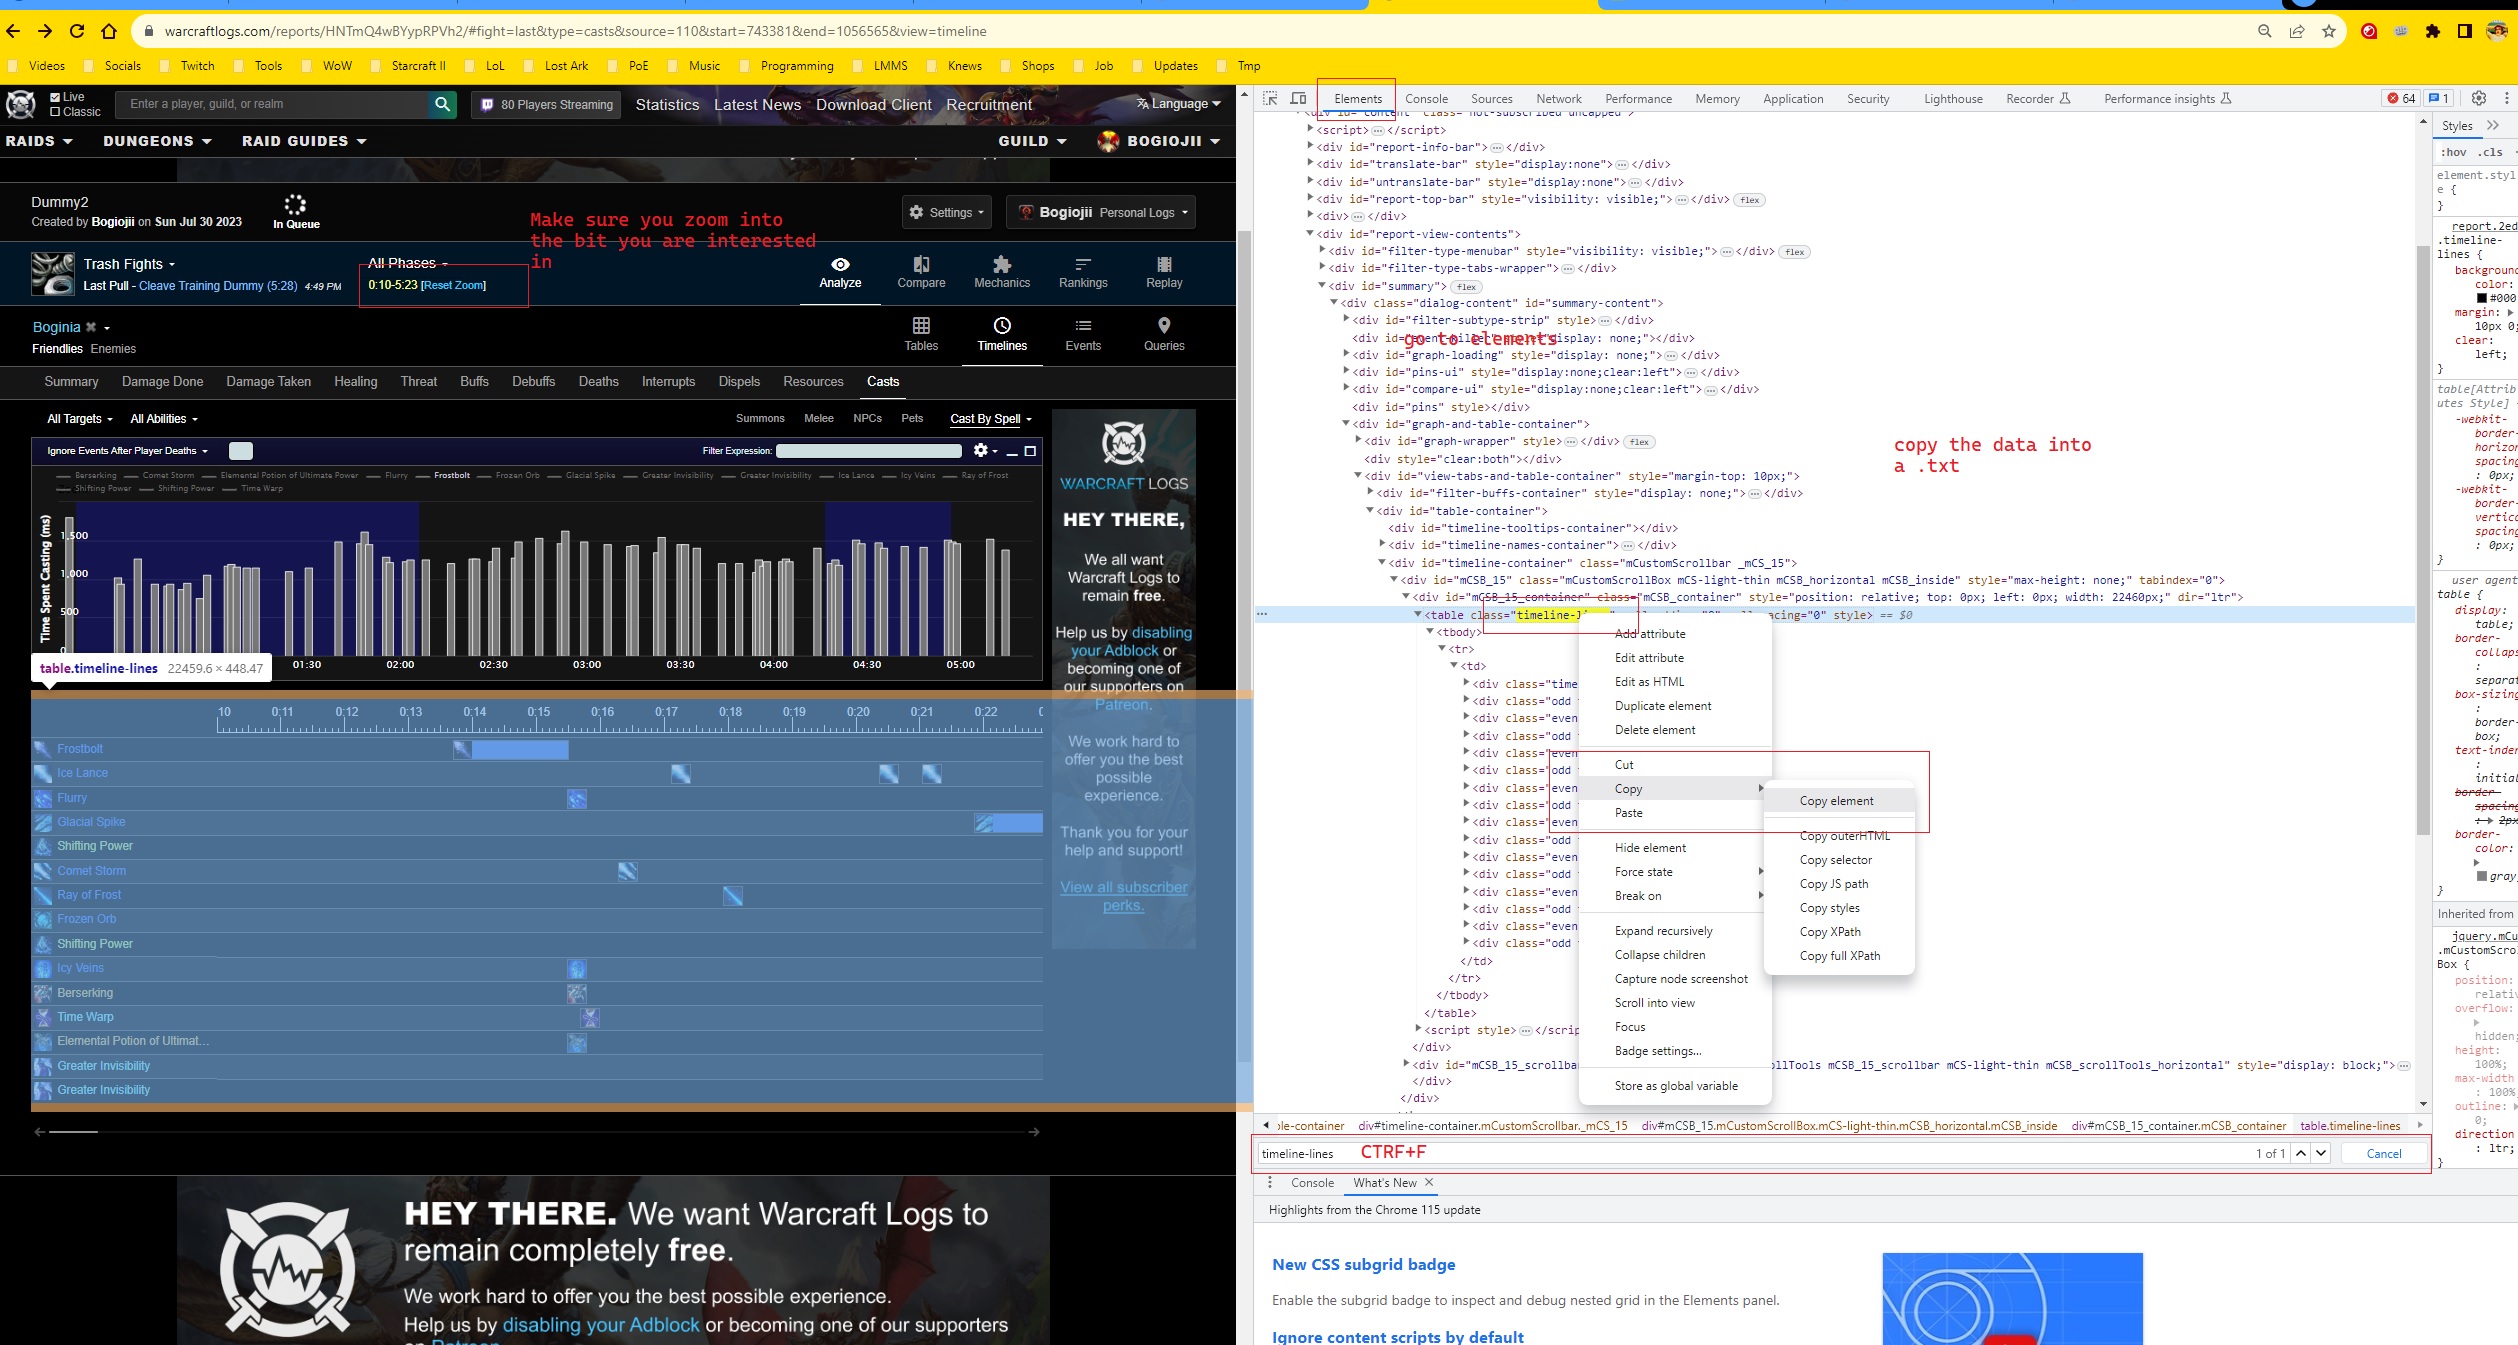 warcraftlogs.com/reports/HNTmQ4wBYypRPVh2/#fight=last&type=casts&source=110&start=743381&end=1056565&view=timeline
Videos Socials Twitch Tools WoW Starcraft II LoL Lost Ark PoE Music Programming LMMS Knews Shops Job Updates Tmp
Live
Classic
Enter a player, guild, or realm
80 Players Streaming
Statistics Latest News Download Client Recruitment
Language
RAIDS DUNGEONS RAID GUIDES
GUILD BOGIOJII
Dummy2
Created by Bogiojii on Sun Jul 30 2023
In Queue
Make sure you zoom into
the bit you are interested
in
Settings
Bogiojii Personal Logs
Trash Fights
Last Pull - Cleave Training Dummy (5:28) 4:49 PM
All Phases
0:10-5:23 [Reset Zoom]
Analyze Compare Mechanics Rankings Replay
Boginia
Friendlies Enemies
Tables Timelines Events Queries
Summary Damage Done Damage Taken Healing Threat Buffs Debuffs Deaths Interrupts Dispels Resources Casts
All Targets All Abilities
Summons Melee NPCs Pets Cast By Spell
Ignore Events After Player Deaths
Filter Expression:
Berserking Comet Storm Elemental Potion of Ultimate Power Flurry Frostbolt Frozen Orb Glacial Spike Greater Invisibility Greater Invisibility Ice Lance Icy Veins Ray of Frost
Shifting Power Shifting Power Time Warp
Time Spent Casting (ms)
1,500
1,000
500
0
01:30 02:00 02:30 03:00 03:30 04:00 04:30 05:00
table.timeline-lines 22459.6 × 448.47
10 0:11 0:12 0:13 0:14 0:15 0:16 0:17 0:18 0:19 0:20 0:21 0:22
Frostbolt
Ice Lance
Flurry
Glacial Spike
Shifting Power
Comet Storm
Ray of Frost
Frozen Orb
Shifting Power
Icy Veins
Berserking
Time Warp
Elemental Potion of Ultimat...
Greater Invisibility
Greater Invisibility
WARCRAFT LOGS
HEY THERE,
We all want
Warcraft Logs to
remain free.
Help us by disabling
your Adblock or
becoming one of
our supporters on
Patreon.
We work hard to
offer you the best
possible
experience.
Thank you for your
help and support!
View all subscriber
perks.
HEY THERE. We want Warcraft Logs to
remain completely free.
We work hard to offer you the best possible experience.
Help us by disabling your Adblock or becoming one of our supporters
on Patreon
Elements Console Sources Network Performance Memory Application Security Lighthouse Recorder Performance insights
64 1
<div id="content" class="not-subscribed uncapped">
<script>…</script>
<div id="report-info-bar">…</div>
<div id="translate-bar" style="display:none">…</div>
<div id="untranslate-bar" style="display:none">…</div>
<div id="report-top-bar" style="visibility: visible;">…</div> flex
<div>…</div>
<div id="report-view-contents">
<div id="filter-type-menubar" style="visibility: visible;">…</div> flex
<div id="filter-type-tabs-wrapper">…</div>
<div id="summary"> flex
<div class="dialog-content" id="summary-content">
<div id="filter-subtype-strip" style>…</div>
<div id="event-killer" style="display: none;"></div>
go to elements
<div id="graph-loading" style="display: none;">…</div>
<div id="pins-ui" style="display:none;clear:left">…</div>
<div id="compare-ui" style="display:none;clear:left">…</div>
<div id="pins" style></div>
<div id="graph-and-table-container">
<div id="graph-wrapper" style>…</div> flex
<div style="clear:both"></div>
copy the data into
a .txt
<div id="view-tabs-and-table-container" style="margin-top: 10px;">
<div id="filter-buffs-container" style="display: none;">…</div>
<div id="table-container">
<div id="timeline-tooltips-container"></div>
<div id="timeline-names-container">…</div>
<div id="timeline-container" class="mCustomScrollbar _mCS_15">
<div id="mCSB_15" class="mCustomScrollBox mCS-light-thin mCSB_horizontal mCSB_inside" style="max-height: none;" tabindex="0">
<div id="mCSB_15_container" class="mCSB_container" style="position: relative; top: 0px; left: 0px; width: 22460px;" dir="ltr">
<table class="timeline-li acing="0" style> == $0
<tbody>
<tr>
<td>
<div class="time
<div class="odd
<div class="even
<div class="odd
<div class="even
<div class="odd
<div class="even
<div class="odd
<div class="even
<div class="odd
<div class="even
<div class="odd
<div class="even
<div class="odd
<div class="even
<div class="odd
</td>
</tr>
</tbody>
</table>
<script style>…</scrip
</div>
<div id="mCSB_15_scrollba ollTools mCSB_15_scrollbar mCS-light-thin mCSB_scrollTools_horizontal" style="display: block;">…
</div>
</div>
Add attribute
Edit attribute
Edit as HTML
Duplicate element
Delete element
Cut
Copy
Paste
Hide element
Force state
Break on
Expand recursively
Collapse children
Capture node screenshot
Scroll into view
Focus
Badge settings...
Store as global variable
Copy element
Copy outerHTML
Copy selector
Copy JS path
Copy styles
Copy XPath
Copy full XPath
ble-container div#timeline-container.mCustomScrollbar._mCS_15 div#mCSB_15.mCustomScrollBox.mCS-light-thin.mCSB_horizontal.mCSB_inside div#mCSB_15_container.mCSB_container table.timeline-lines
timeline-lines CTRF+F 1 of 1 Cancel
Console What's New
Highlights from the Chrome 115 update
New CSS subgrid badge
Enable the subgrid badge to inspect and debug nested grid in the Elements panel.
Ignore content scripts by default
Styles
:hov .cls
element.styl
e {
}
report.2ed
.timeline-
lines {
background
color:
#000
margin:
10px 0;
clear:
left;
}
table[Attrib
utes Style]
-webkit-
border-
horizon
spacing
: 0px;
-webkit-
border-
vertica
spacing
: 0px;
}
user agent
table {
display:
table;
border-
collaps
:
separat
box-sizing
:
border-
box;
text-inden
:
initial
border-
spacing
: 2px
border-
color:
gray;
}
Inherited from
jquery.mCu
.mCustomScrol
Box {
position:
relativ
overflow:
hidden;
height:
100%;
max-width
: 100%
outline:
0;
direction
: ltr;
}